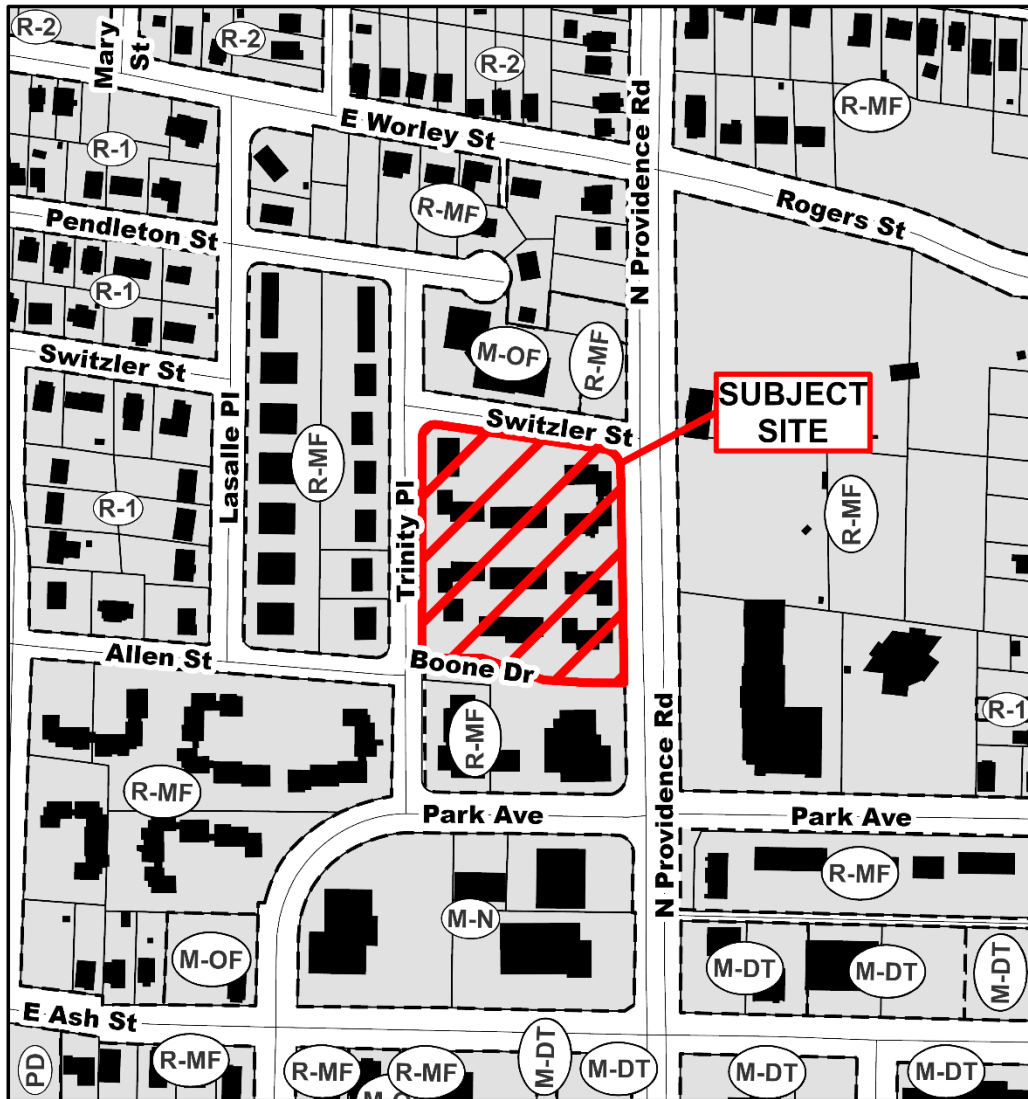 R-2
Mary
St
R-2
R-2
N Providence Rd
R-MF
E Worley St
R-1
R-MF
Rogers St
Pendleton St
R-1
M-OF
R-MF
Switzler St
SUBJECT
SITE
Switzler St
Lasalle Pl
R-MF
Trinity Pl
R-1
R-MF
Allen St
Boone Dr
R-MF
N Providence Rd
R-1
R-MF
Park Ave
Park Ave
R-MF
M-N
M-OF
M-DT
M-DT
M-DT
E Ash St
PD
R-MF
R-MF
R-MF
M-DT
M-DT
M-DT
M-DT